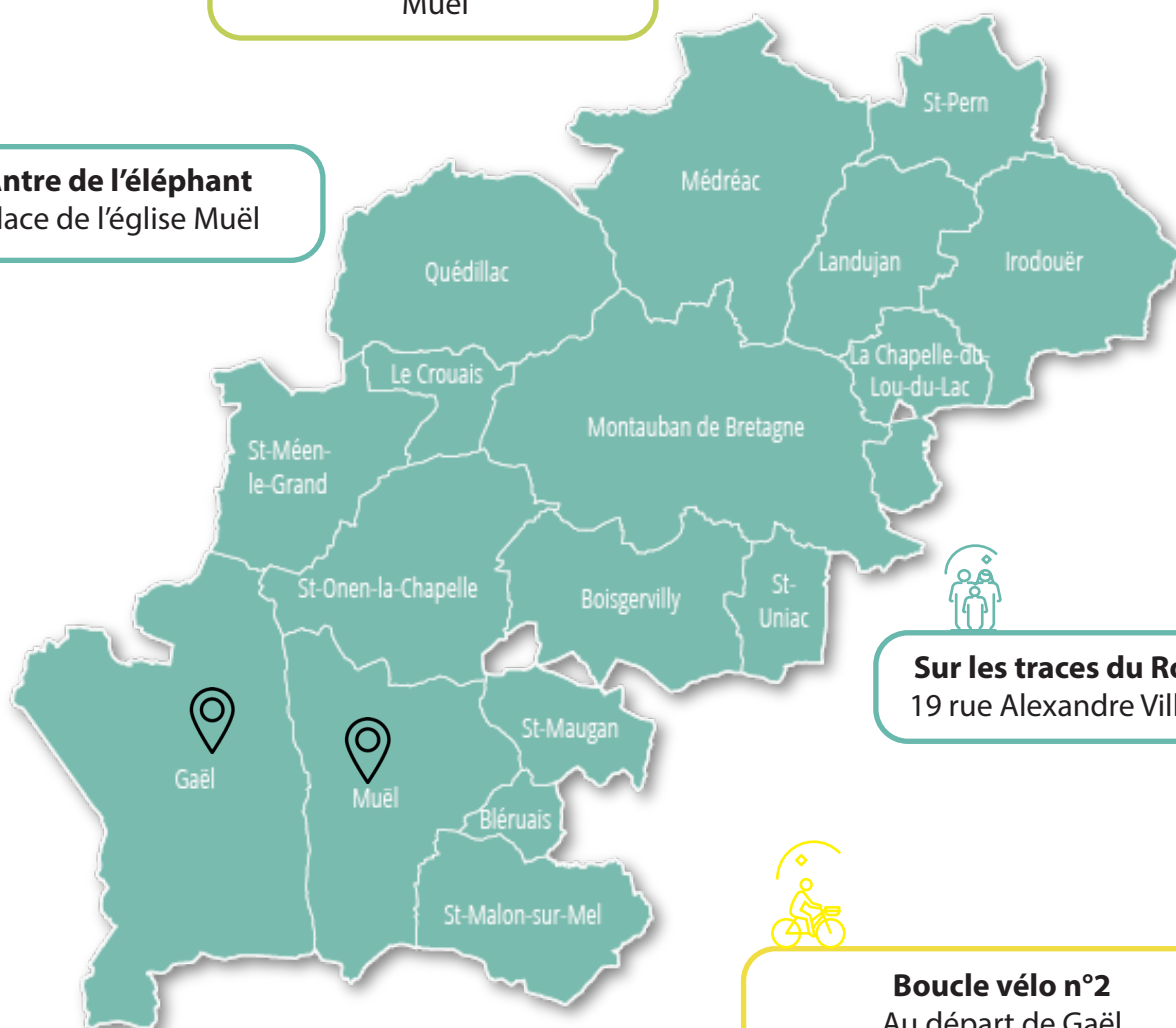 Muël
St-Pern
Médréac
ntre de l’éléphant
lace de l’église Muël
Quédillac
Landujan
Irodouër
La Chapelle-du-
Lou-du-Lac
Le Crouais
Montauban de Bretagne
St-Méen-
le-Grand
St-Onen-la-Chapelle
Boisgervilly
St-
Uniac
Sur les traces du R
19 rue Alexandre Vill
St-Maugan
Gaël
Muël
Bléruais
St-Malon-sur-Mel
Boucle vélo n°2
Au départ de Gaël